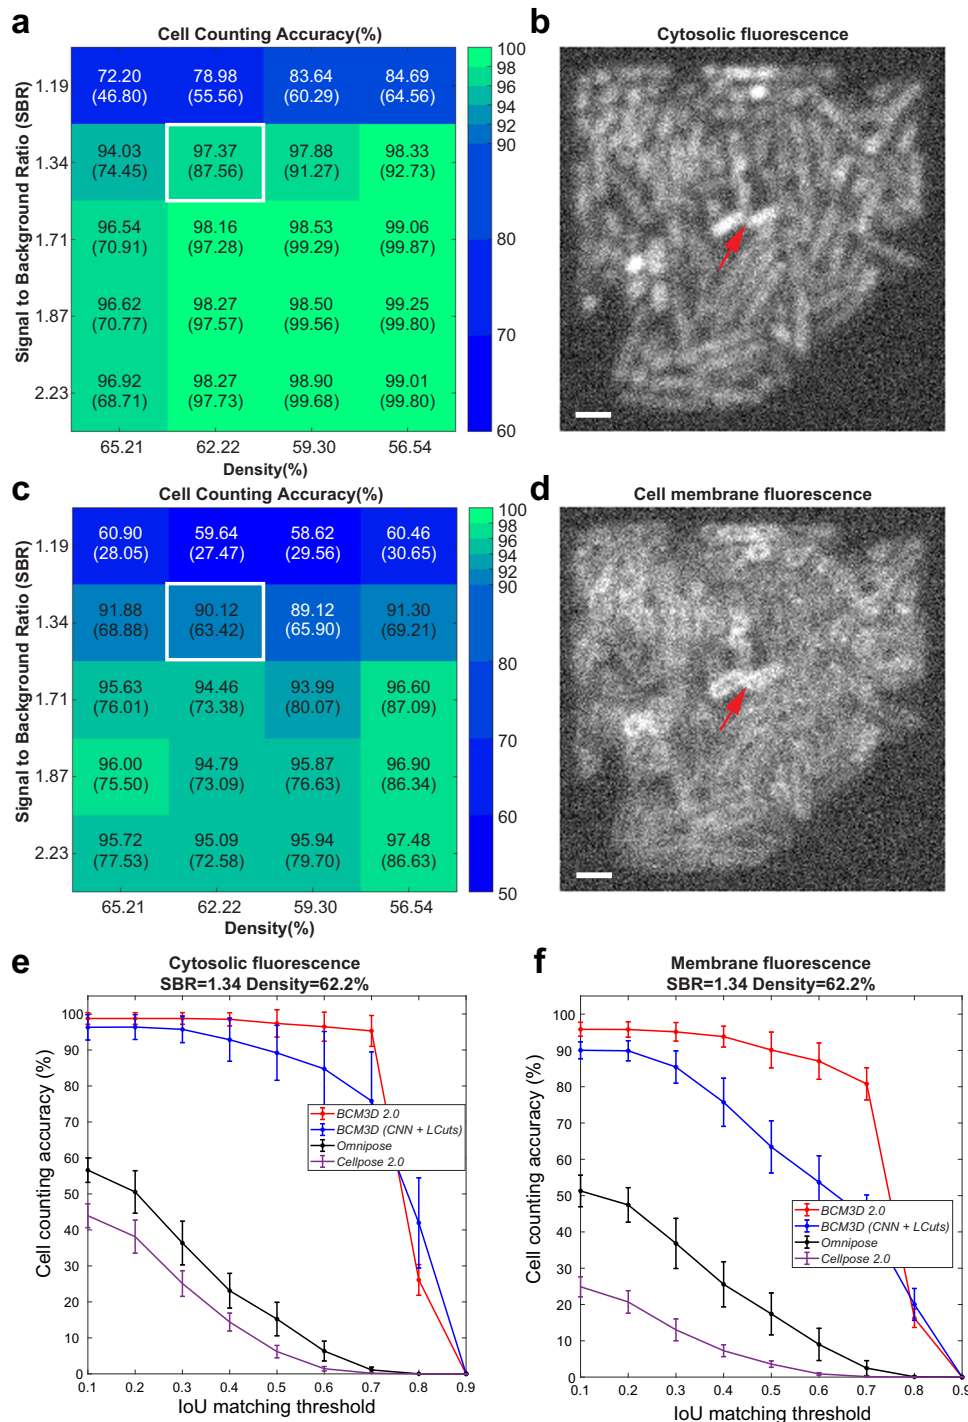 a
Cell Counting Accuracy(%)
Signal to Background Ratio (SBR)
1.19
72.20 78.98 83.64 84.69
(46.80) (55.56) (60.29) (64.56)
1.34
94.03 97.37 97.88 98.33
(74.45) (87.56) (91.27) (92.73)
1.71
96.54 98.16 98.53 99.06
(70.91) (97.28) (99.29) (99.87)
1.87
96.62 98.27 98.50 99.25
(70.77) (97.57) (99.56) (99.80)
2.23
96.92 98.27 98.90 99.01
(68.71) (97.73) (99.68) (99.80)
65.21 62.22 59.30 56.54
Density(%)
100
98
96
94
92
90
80
70
60
b
Cytosolic fluorescence
c
Cell Counting Accuracy(%)
Signal to Background Ratio (SBR)
1.19
60.90 59.64 58.62 60.46
(28.05) (27.47) (29.56) (30.65)
1.34
91.88 90.12 89.12 91.30
(68.88) (63.42) (65.90) (69.21)
1.71
95.63 94.46 93.99 96.60
(76.01) (73.38) (80.07) (87.09)
1.87
96.00 94.79 95.87 96.90
(75.50) (73.09) (76.63) (86.34)
2.23
95.72 95.09 95.94 97.48
(77.53) (72.58) (79.70) (86.63)
65.21 62.22 59.30 56.54
Density(%)
100
98
96
94
92
90
80
70
60
50
d
Cell membrane fluorescence
e
Cytosolic fluorescence
SBR=1.34 Density=62.2%
Cell counting accuracy (%)
100
90
80
70
60
50
40
30
20
10
0
BCM3D 2.0
BCM3D (CNN + LCuts)
Omnipose
Cellpose 2.0
0.1 0.2 0.3 0.4 0.5 0.6 0.7 0.8 0.9
IoU matching threshold
f
Membrane fluorescence
SBR=1.34 Density=62.2%
Cell counting accuracy (%)
100
90
80
70
60
50
40
30
20
10
0
BCM3D 2.0
BCM3D (CNN + LCuts)
Omnipose
Cellpose 2.0
0.1 0.2 0.3 0.4 0.5 0.6 0.7 0.8 0.9
IoU matching threshold